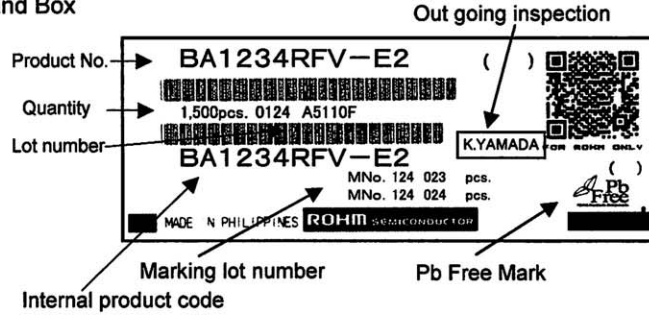 nd Box
Out going inspection
Product No.
BA1234RFV-E2
( )
Quantity
1,500pcs. 0124 A5110F
Lot number
K.YAMADA
FOR ROHM ONLY
BA1234RFV-E2
( )
MNo. 124 023 pcs.
MNo. 124 024 pcs.
Pb
Free
MADE N PHILIPPINES ROHM SEMICONDUCTOR
Marking lot number
Pb Free Mark
Internal product code